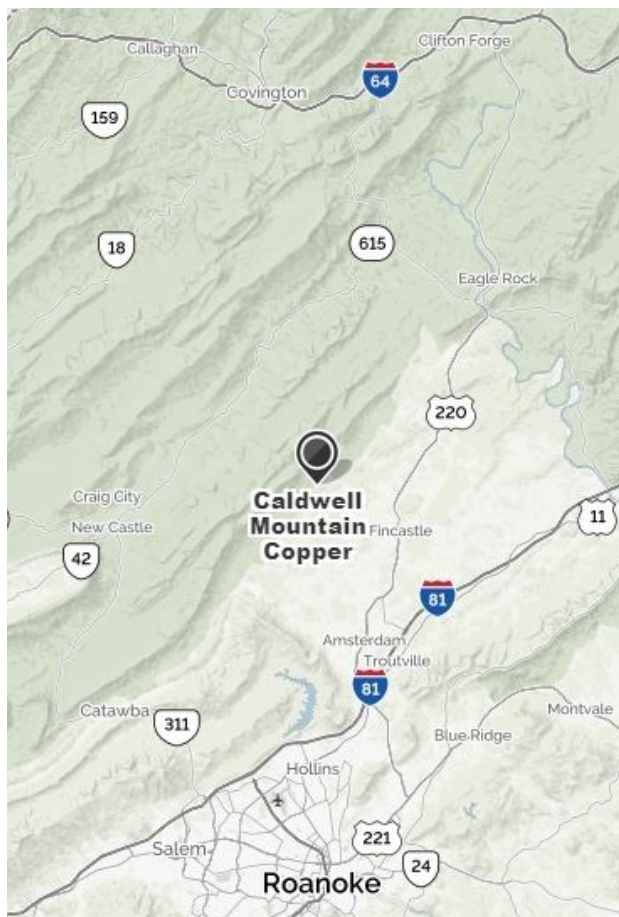 Clifton Forge
Callaghan
64
Covington
159
18
615
Eagle Rock
220
Caldwell
Mountain
Copper
Craig City
New Castle
Fincastle
11
42
81
Amsterdam
Troutville
81
Catawba
311
Montvale
Blue Ridge
Hollins
221
Salem
24
Roanoke